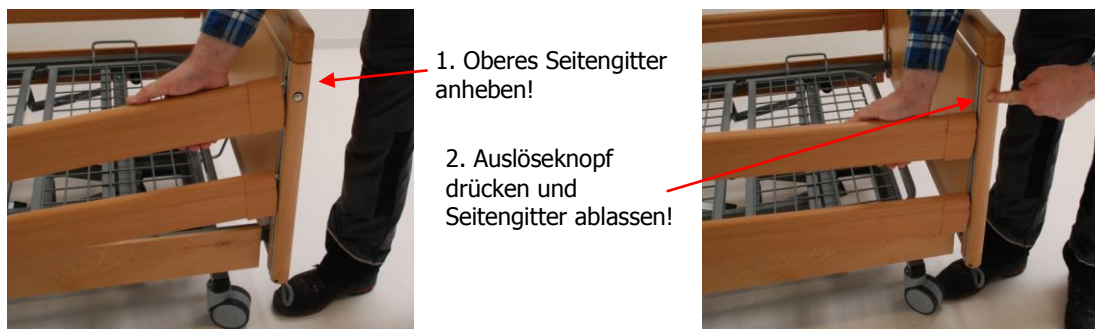 1. Oberes Seitengitter
anheben!
2. Auslöseknopf
drücken und
Seitengitter ablassen!